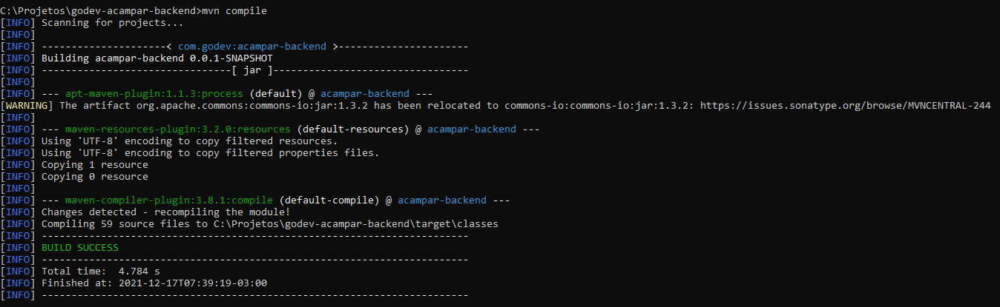 C:\Projetos\godev-acampar-backend>mvn compile
[INFO] Scanning for projects...
[INFO]
[INFO] ---------------------< com.godev:acampar-backend >----------------------
[INFO] Building acampar-backend 0.0.1-SNAPSHOT
[INFO] --------------------------------[ jar ]---------------------------------
[INFO]
[INFO] --- apt-maven-plugin:1.1.3:process (default) @ acampar-backend ---
[WARNING] The artifact org.apache.commons:commons-io:jar:1.3.2 has been relocated to commons-io:commons-io:jar:1.3.2: https://issues.sonatype.org/browse/MVNCENTRAL-244
[INFO]
[INFO] --- maven-resources-plugin:3.2.0:resources (default-resources) @ acampar-backend ---
[INFO] Using 'UTF-8' encoding to copy filtered resources.
[INFO] Using 'UTF-8' encoding to copy filtered properties files.
[INFO] Copying 1 resource
[INFO] Copying 0 resource
[INFO]
[INFO] --- maven-compiler-plugin:3.8.1:compile (default-compile) @ acampar-backend ---
[INFO] Changes detected - recompiling the module!
[INFO] Compiling 59 source files to C:\Projetos\godev-acampar-backend\target\classes
[INFO] ------------------------------------------------------------------------
[INFO] BUILD SUCCESS
[INFO] ------------------------------------------------------------------------
[INFO] Total time:  4.784 s
[INFO] Finished at: 2021-12-17T07:39:19-03:00
[INFO] ------------------------------------------------------------------------